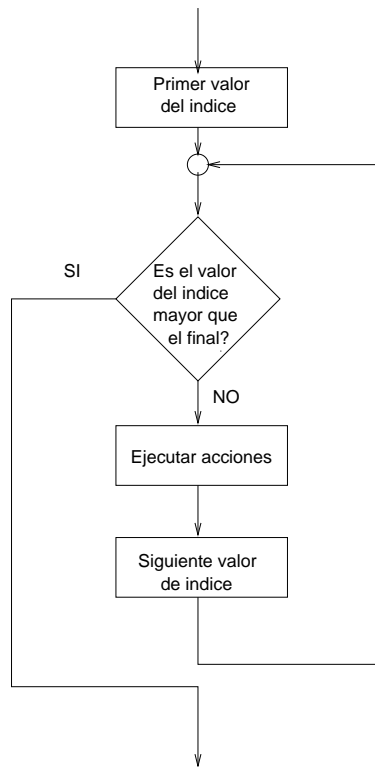 Primer valor
del indice
SI
Es el valor
del indice
mayor que
el final?
NO
Ejecutar acciones
Siguiente valor
de indice